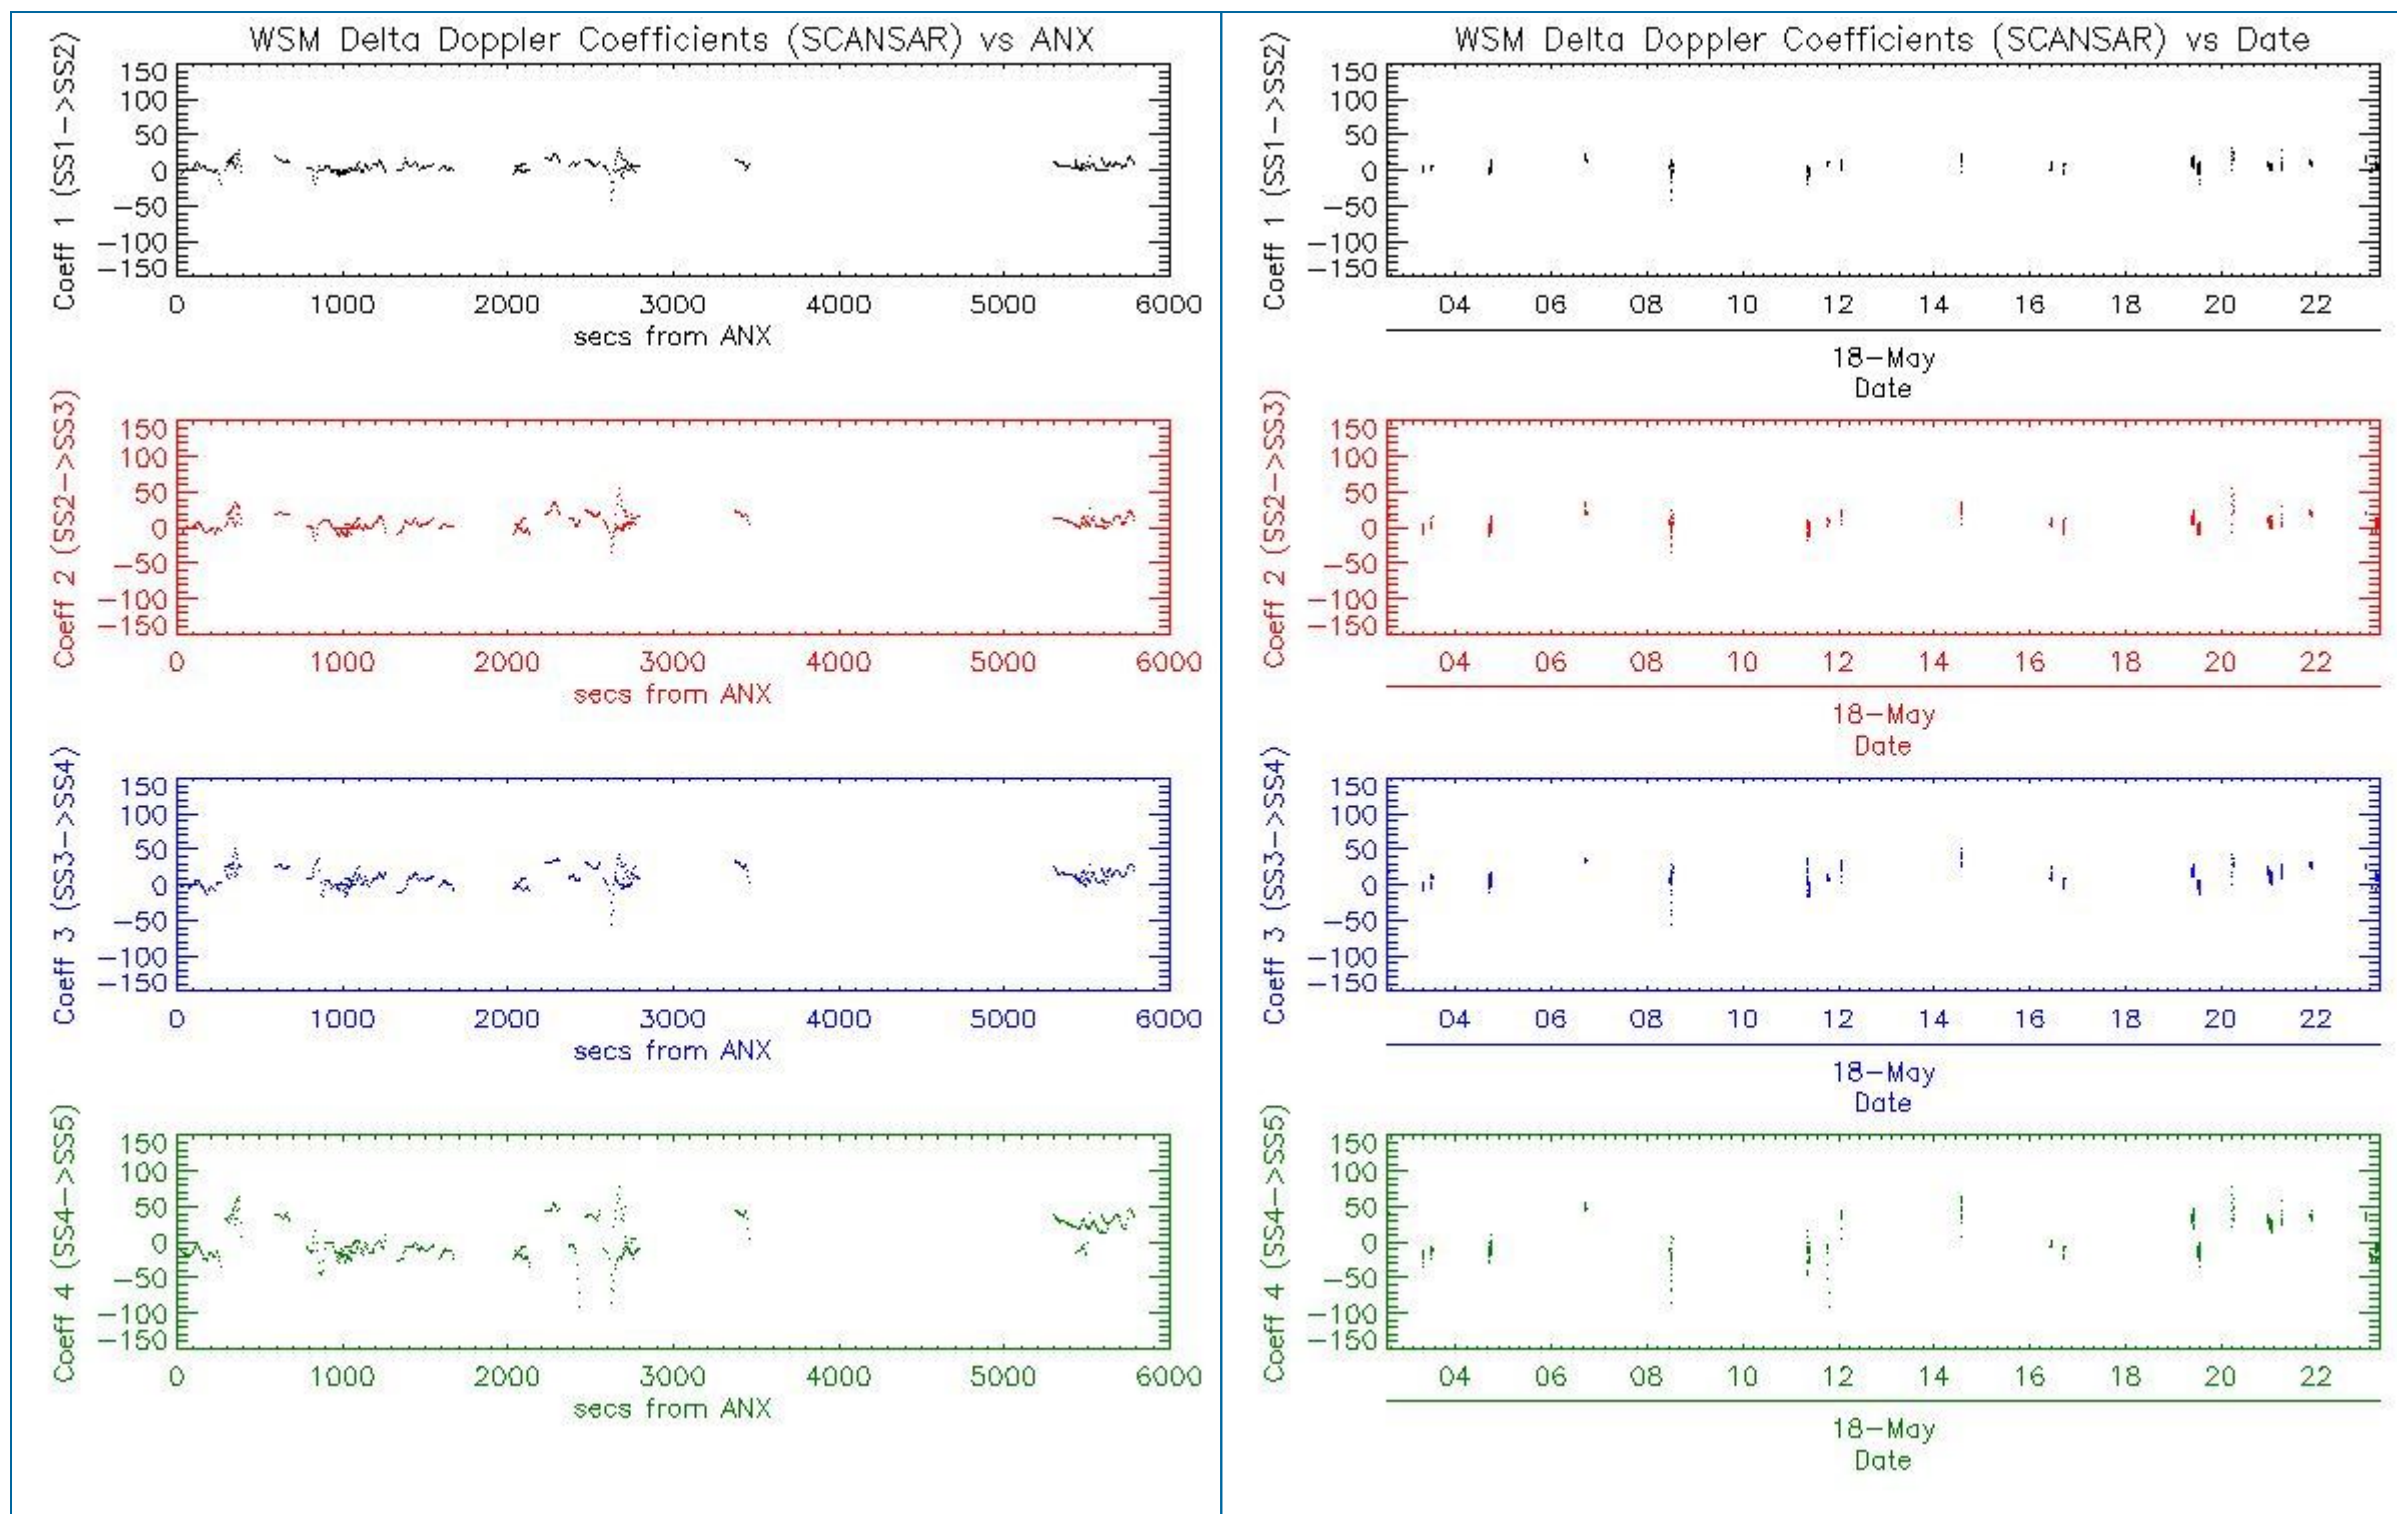 WSM Delta Doppler Coefficients (SCANSAR) vs ANX
Coeff 1 (SS1->SS2)
150
100
50
0
-50
-100
-150
0 1000 2000 3000 4000 5000 6000
secs from ANX
Coeff 2 (SS2->SS3)
150
100
50
0
-50
-100
-150
0 1000 2000 3000 4000 5000 6000
secs from ANX
Coeff 3 (SS3->SS4)
150
100
50
0
-50
-100
-150
0 1000 2000 3000 4000 5000 6000
secs from ANX
Coeff 4 (SS4->SS5)
150
100
50
0
-50
-100
-150
0 1000 2000 3000 4000 5000 6000
secs from ANX
WSM Delta Doppler Coefficients (SCANSAR) vs Date
Coeff 1 (SS1->SS2)
150
100
50
0
-50
-100
-150
04 06 08 10 12 14 16 18 20 22
18-May
Date
Coeff 2 (SS2->SS3)
150
100
50
0
-50
-100
-150
04 06 08 10 12 14 16 18 20 22
18-May
Date
Coeff 3 (SS3->SS4)
150
100
50
0
-50
-100
-150
04 06 08 10 12 14 16 18 20 22
18-May
Date
Coeff 4 (SS4->SS5)
150
100
50
0
-50
-100
-150
04 06 08 10 12 14 16 18 20 22
18-May
Date